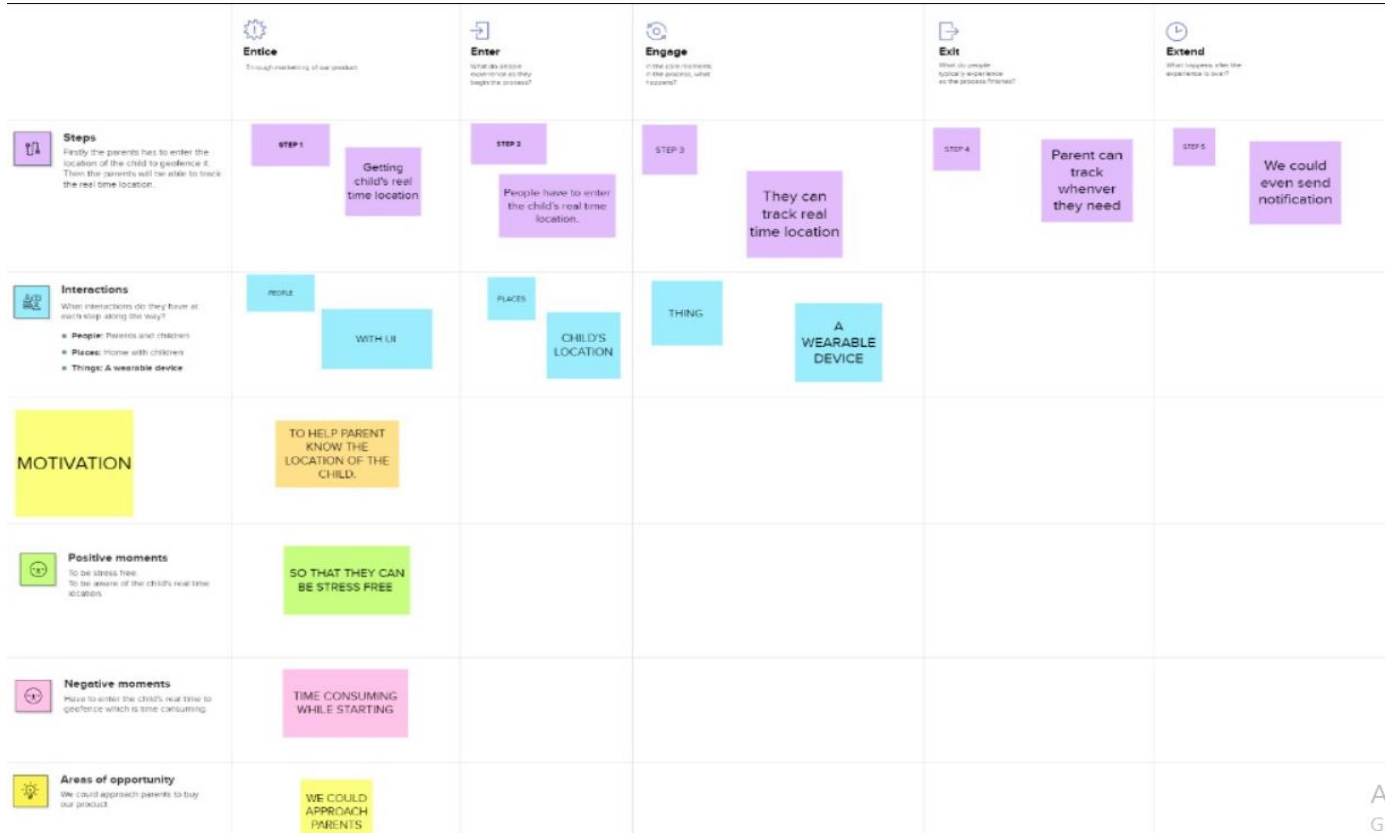 Entice
Through marketing of our product
Enter
What do people
experience as they
begin the process?
Engage
In the core moments
in the process, what
happens?
Exit
What do people
typically experience
as the process finishes?
Extend
What happens after the
experience is over?
Steps
Firstly the parents has to enter the
location of the child to geofence it.
Then the parents will be able to track
the real time location.
STEP 1
Getting
child's real
time location
STEP 2
People have to enter
the child's real time
location.
STEP 3
They can
track real
time location
STEP 4
Parent can
track
whenver
they need
STEP 5
We could
even send
notification
Interactions
What interactions do they have at
each step along the way?
People: Parents and children
Places: Home with children
Things: A wearable device
PEOPLE
WITH UI
PLACES
CHILD'S
LOCATION
THING
A
WEARABLE
DEVICE
MOTIVATION
TO HELP PARENT
KNOW THE
LOCATION OF THE
CHILD.
Positive moments
To be stress free
To be aware of the child's real time
location
SO THAT THEY CAN
BE STRESS FREE
Negative moments
Have to enter the child's real time to
geofence which is time consuming
TIME CONSUMING
WHILE STARTING
Areas of opportunity
We could approach parents to buy
our product
WE COULD
APPROACH
PARENTS
A
G